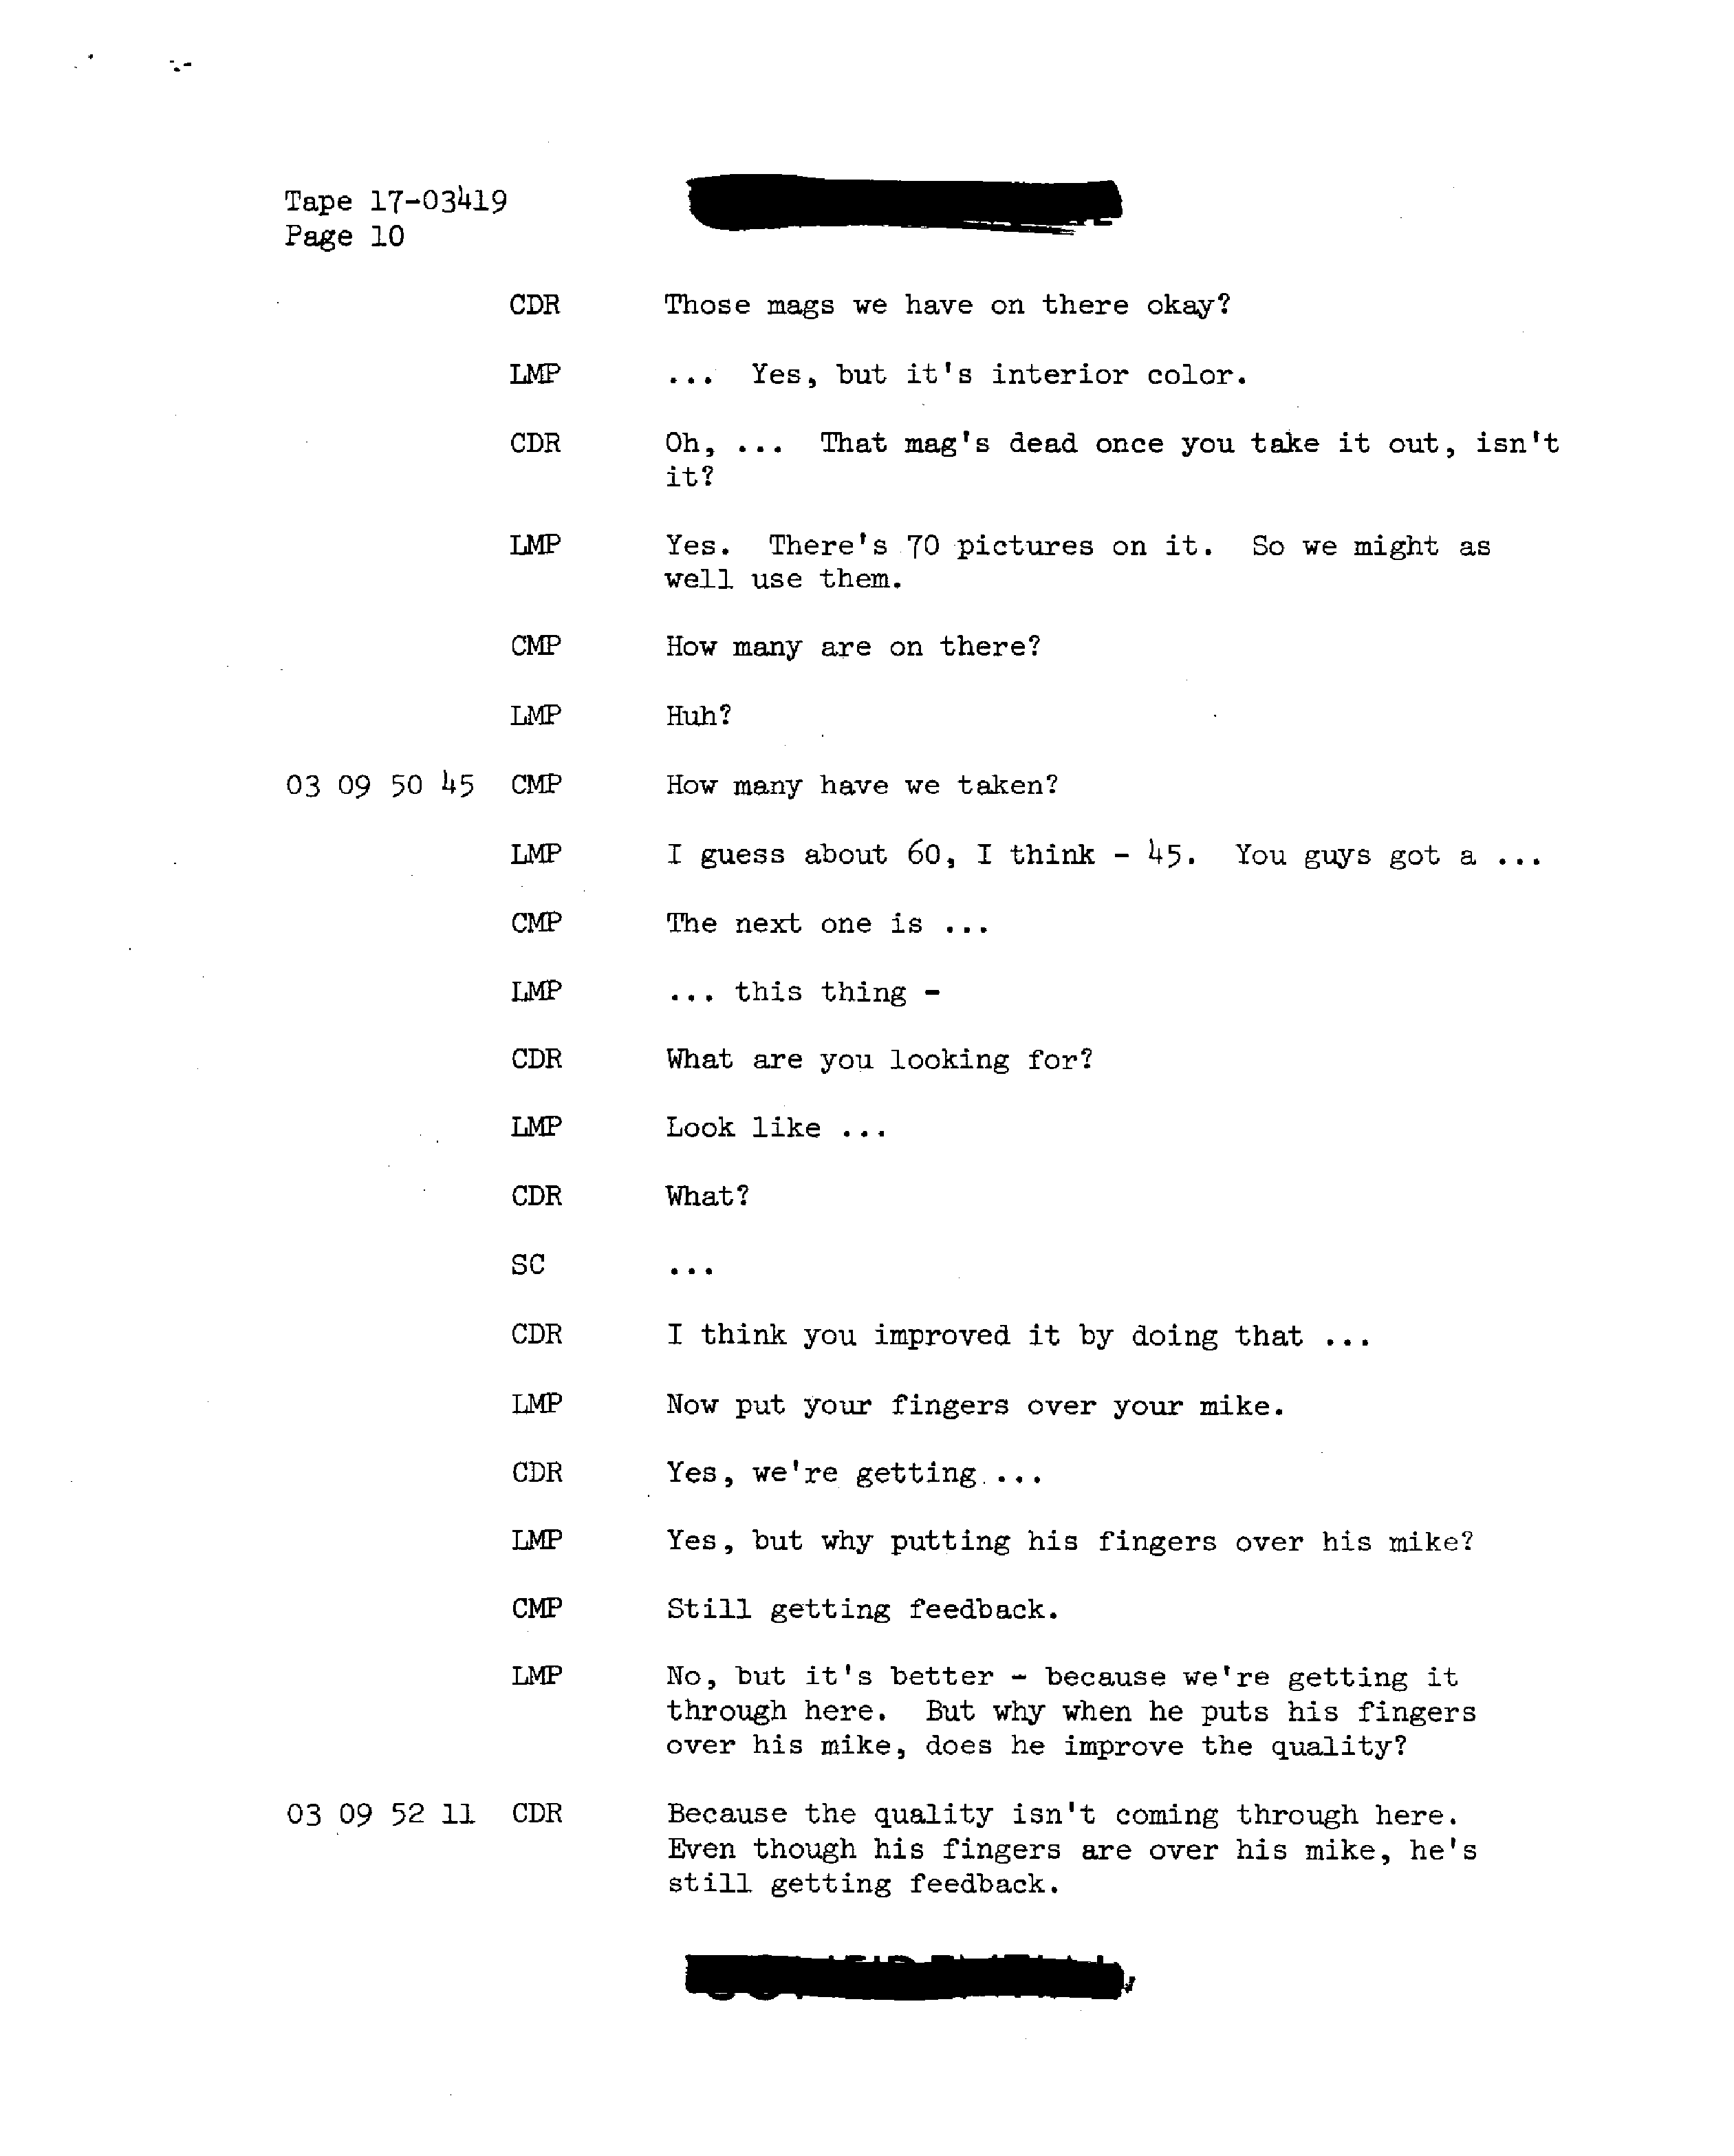 Tape 17-03419
Page 10
CDR Those mags we have on there okay?
LMP ... Yes, but it's interior color.
CDR Oh, ... That mag's dead once you take it out, isn't
it?
LMP Yes. There's 70 pictures on it. So we might as
well use them.
CMP How many are on there?
LMP Huh?
03 09 50 45 CMP How many have we taken?
LMP I guess about 60, I think - 45. You guys got a ...
CMP The next one is ...
LMP ... this thing -
CDR What are you looking for?
LMP Look like ...
CDR What?
SC ...
CDR I think you improved it by doing that ...
LMP Now put your fingers over your mike.
CDR Yes, we're getting ...
LMP Yes, but why putting his fingers over his mike?
CMP Still getting feedback.
LMP No, but it's better - because we're getting it
through here. But why when he puts his fingers
over his mike, does he improve the quality?
03 09 52 11 CDR Because the quality isn't coming through here.
Even though his fingers are over his mike, he's
still getting feedback.